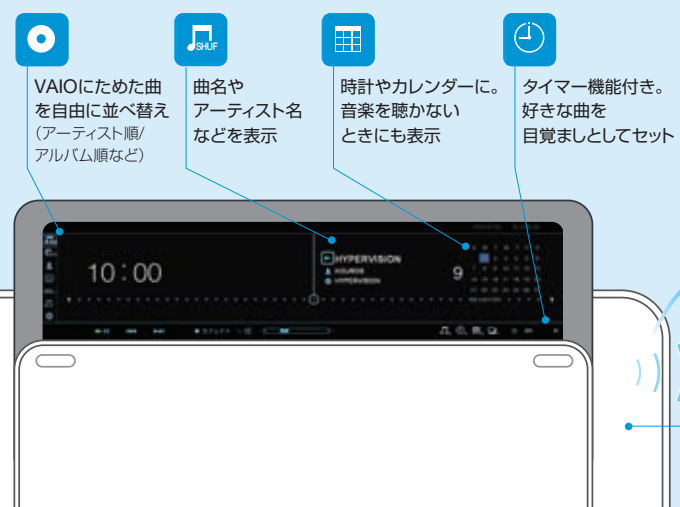 SHUF
VAIOにためた曲
を自由に並べ替え
（アーティスト順/
アルバム順など）
曲名や
アーティスト名
などを表示
時計やカレンダーに。
音楽を聴かない
ときにも表示
タイマー機能付き。
好きな曲を
目覚ましとしてセット
10:00
HYPERVISION
HYPERVISION
9